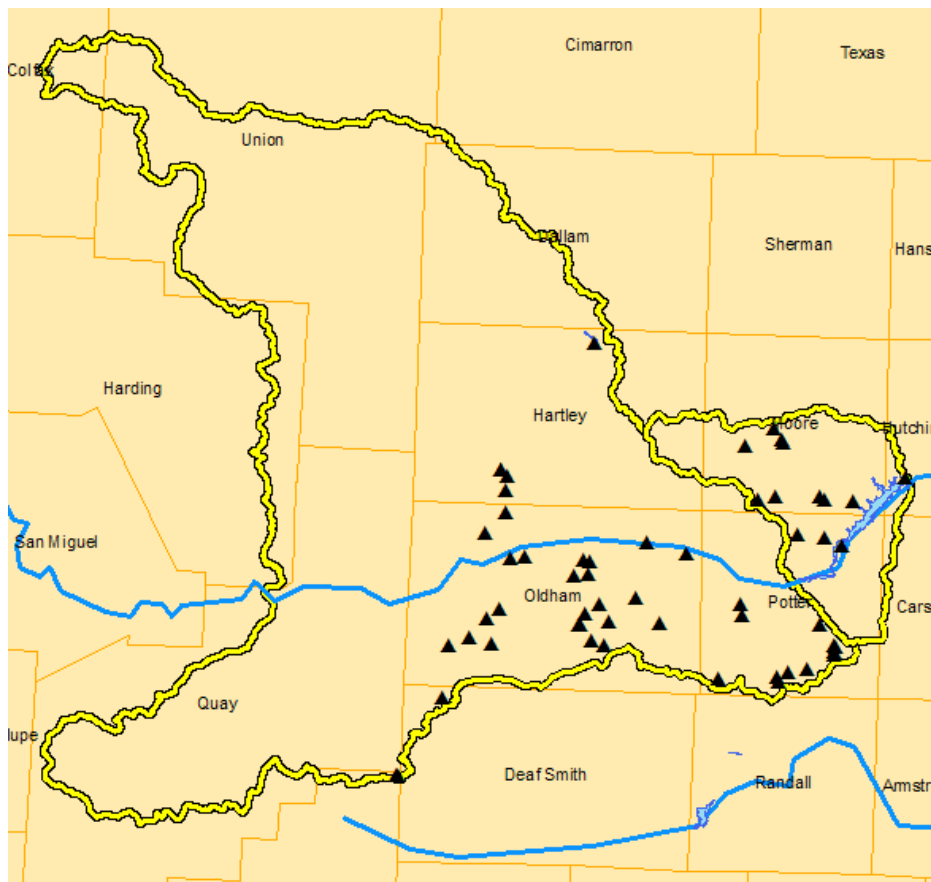 Cimarron
Texas
Colfax
Union
Dallam
Sherman
Hans
Harding
Hartley
Moore
Hutchin
San Miguel
Oldham
Potter
Cars
Quay
lupe
Deaf Smith
Randall
Armstr